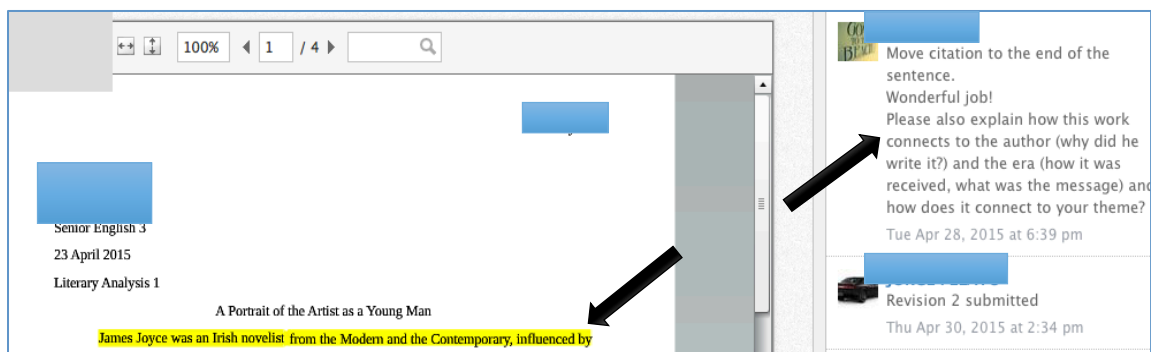 100%
1
/ 4
Senior English 3
23 April 2015
Literary Analysis 1
A Portrait of the Artist as a Young Man
James Joyce was an Irish novelist from the Modern and the Contemporary, influenced by
Move citation to the end of the
sentence.
Wonderful job!
Please also explain how this work
connects to the author (why did he
write it?) and the era (how it was
received, what was the message) and
how does it connect to your theme?
Tue Apr 28, 2015 at 6:39 pm
Revision 2 submitted
Thu Apr 30, 2015 at 2:34 pm